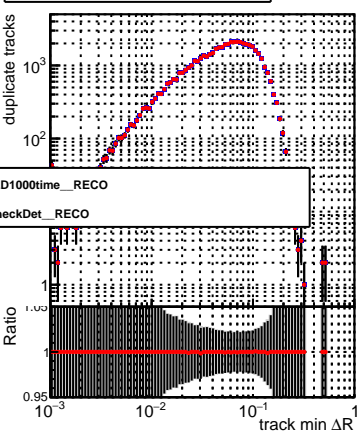 duplicate tracks
10³
10²
D1000time__RECO
heckDet__RECO
1
Ratio
1.05
1
0.95
10⁻³
10⁻²
10⁻¹
1
track min ΔR